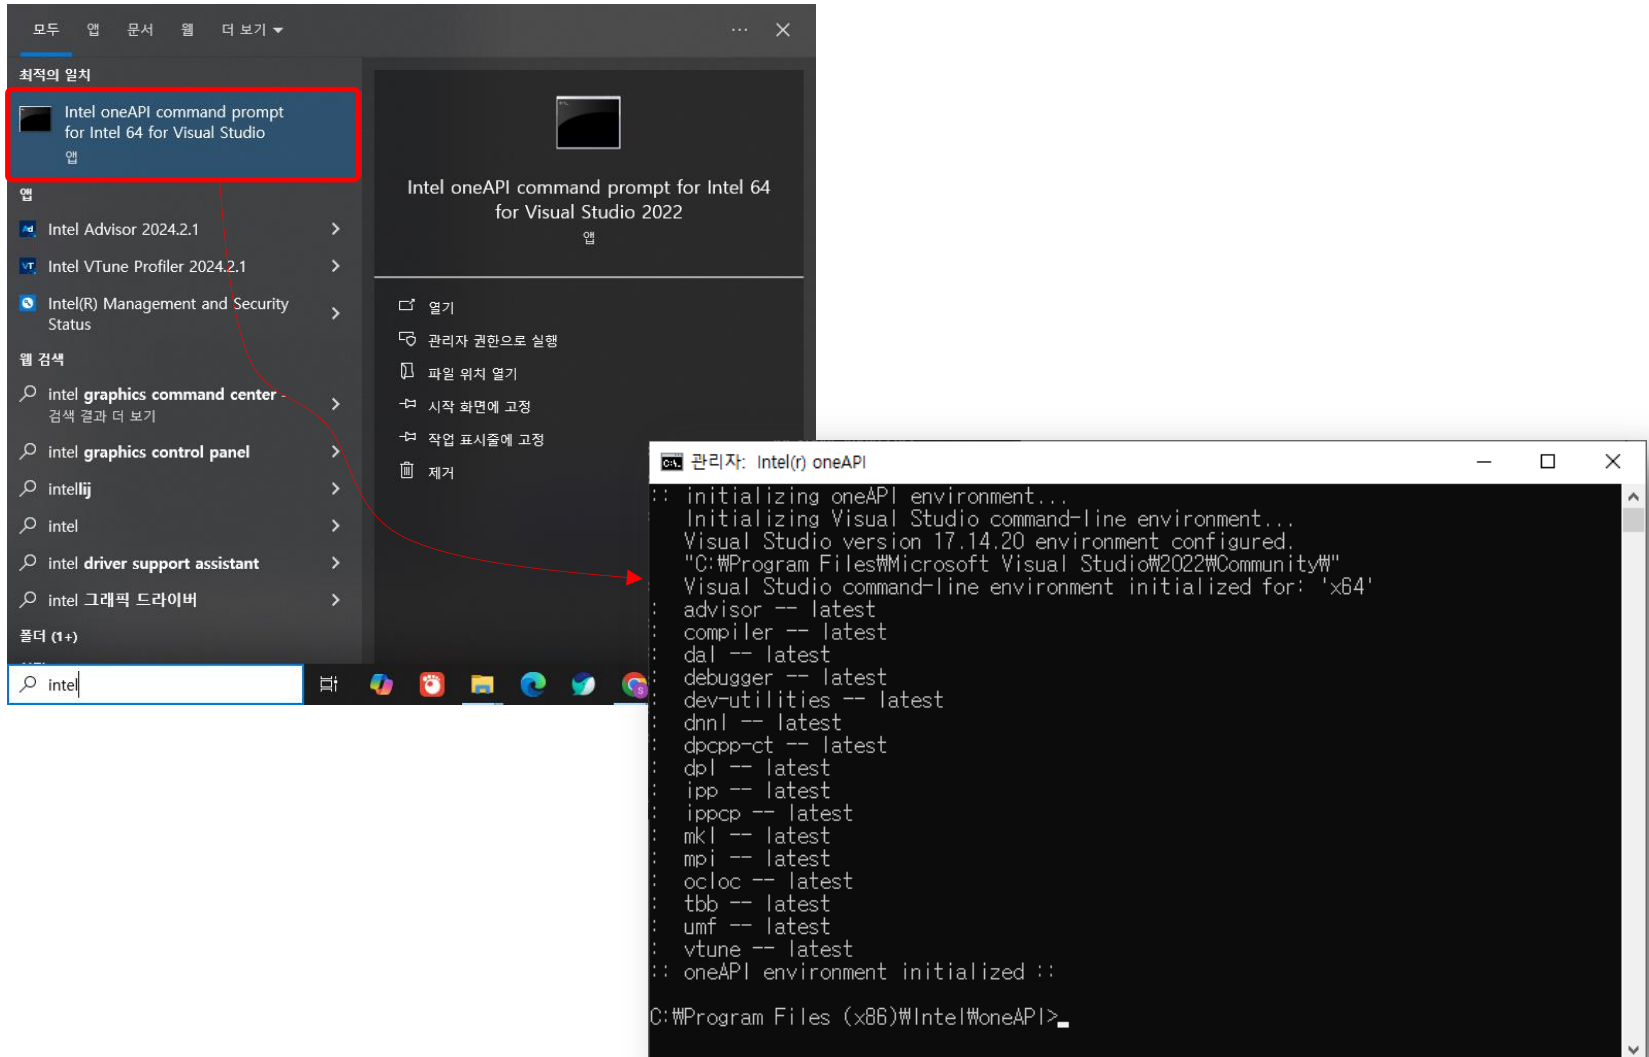 모두 앱 문서 웹 더 보기
최적의 일치
Intel oneAPI command prompt
for Intel 64 for Visual Studio
앱
앱
Intel Advisor 2024.2.1
Intel VTune Profiler 2024.2.1
Intel(R) Management and Security
Status
웹 검색
intel graphics command center -
검색 결과 더 보기
intel graphics control panel
intellij
intel
intel driver support assistant
intel 그래픽 드라이버
폴더 (1+)
intel
Intel oneAPI command prompt for Intel 64
for Visual Studio 2022
앱
열기
관리자 권한으로 실행
파일 위치 열기
시작 화면에 고정
작업 표시줄에 고정
제거
관리자: Intel(r) oneAPI
:: initializing oneAPI environment...
Initializing Visual Studio command-line environment...
Visual Studio version 17.14.20 environment configured.
"C:₩Program Files₩Microsoft Visual Studio₩2022₩Community₩"
Visual Studio command-line environment initialized for: 'x64'
: advisor -- latest
: compiler -- latest
: dal -- latest
: debugger -- latest
: dev-utilities -- latest
: dnnl -- latest
: dpcpp-ct -- latest
: dpl -- latest
: ipp -- latest
: ippcp -- latest
: mkl -- latest
: mpi -- latest
: ocloc -- latest
: tbb -- latest
: umf -- latest
: vtune -- latest
:: oneAPI environment initialized ::
C:₩Program Files (x86)₩Intel₩oneAPI>